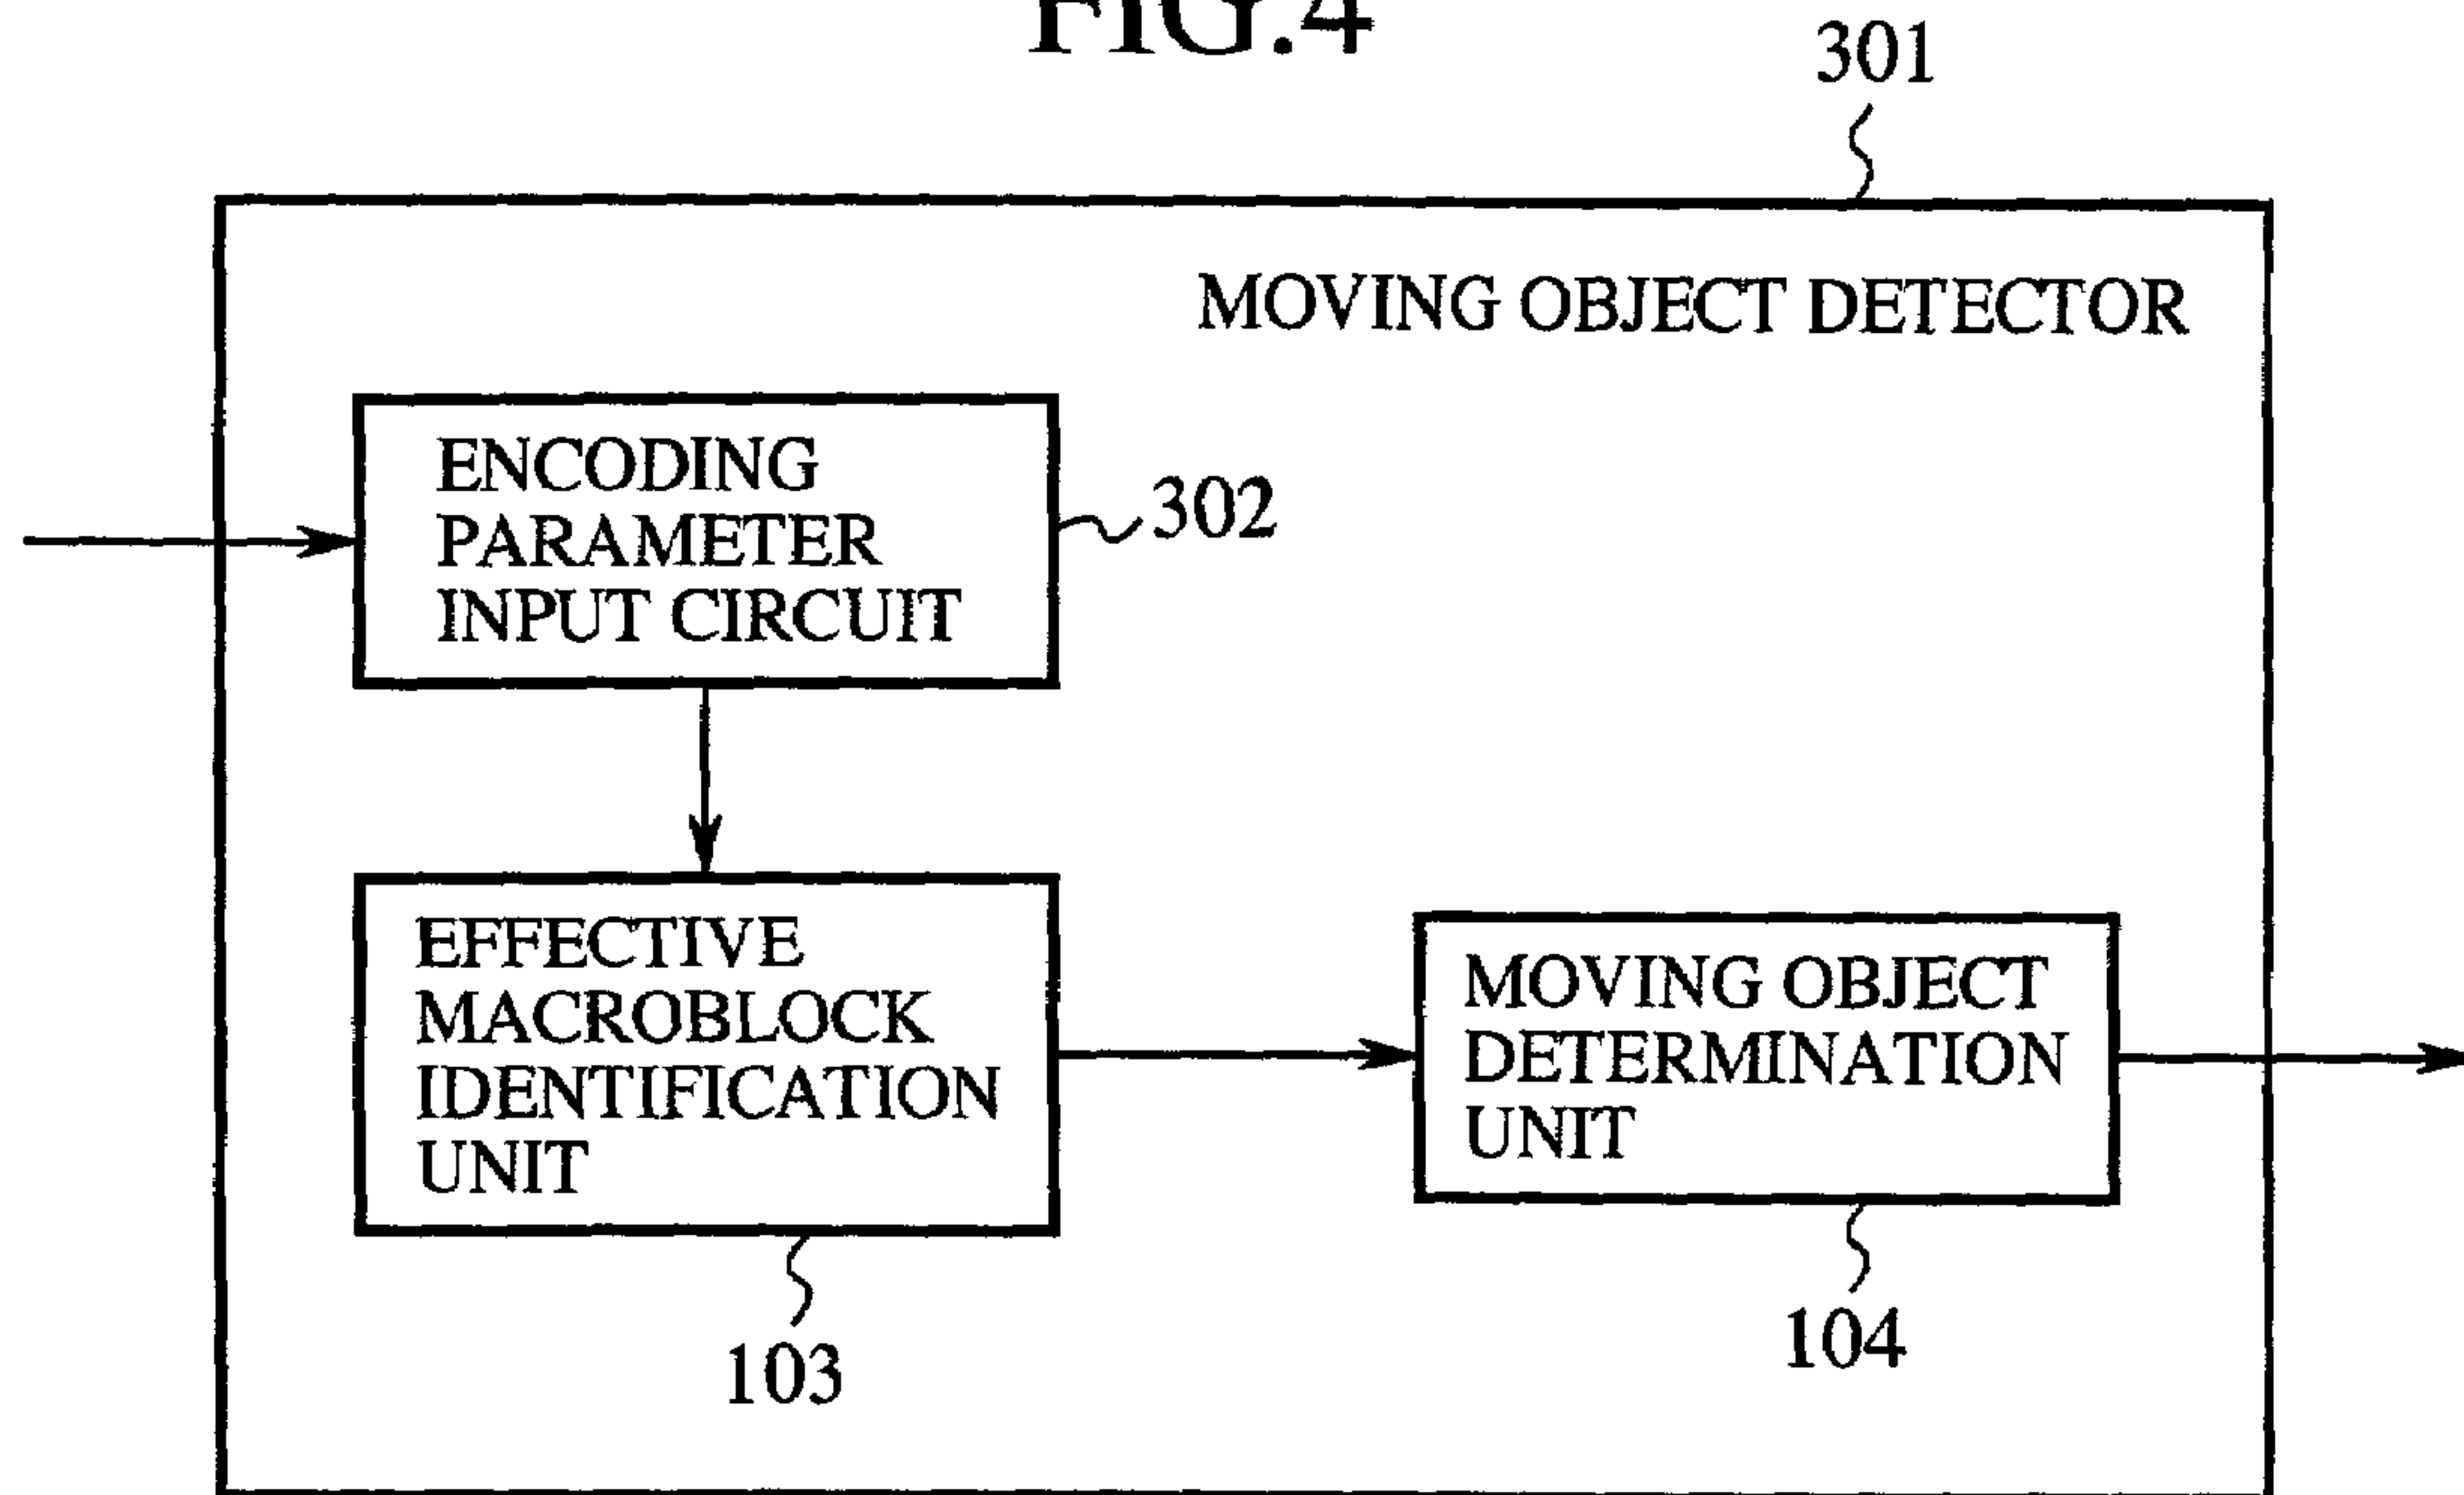 FIG.4
301
MOVING OBJECT DETECTOR
ENCODING
PARAMETER
INPUT CIRCUIT
302
EFFECTIVE
MACROBLOCK
IDENTIFICATION
UNIT
MOVING OBJECT
DETERMINATION
UNIT
103
104